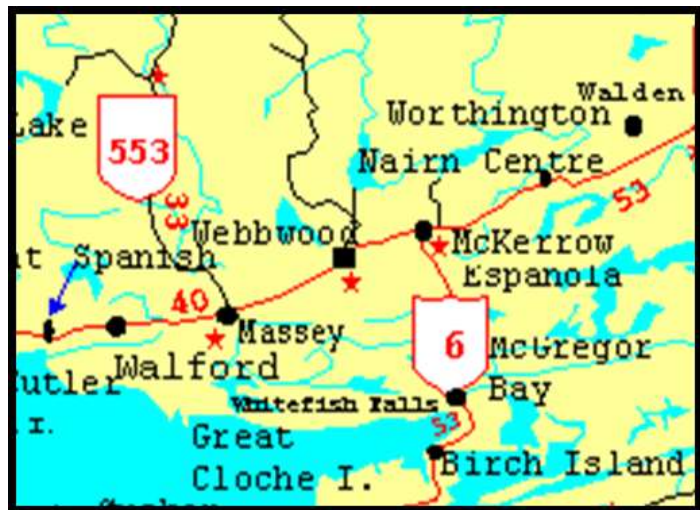 Walden
Worthington
Lake
553
Nairn Centre
53
33
Webbwood
McKerrow
Spanish
Espanola
40
Massey
6
McGregor
Bay
Walford
Cutler
Whitefish Falls
53
I.
Great
Cloche I.
Birch Island